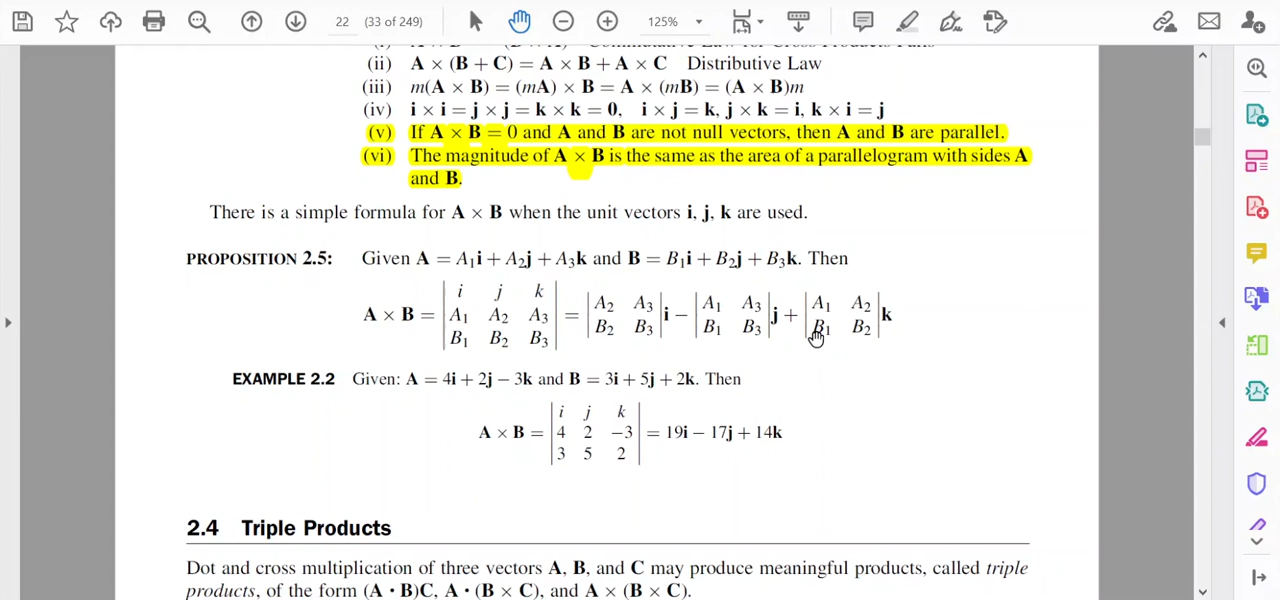 22 (33 of 249) 125%
(ii) A × (B + C) = A × B + A × C Distributive Law
(iii) m(A × B) = (mA) × B = A × (mB) = (A × B)m
(iv) i × i = j × j = k × k = 0, i × j = k, j × k = i, k × i = j
(v) If A × B = 0 and A and B are not null vectors, then A and B are parallel.
(vi) The magnitude of A × B is the same as the area of a parallelogram with sides A
and B.
There is a simple formula for A × B when the unit vectors i, j, k are used.
PROPOSITION 2.5: Given A = A₁i + A₂j + A₃k and B = B₁i + B₂j + B₃k. Then
i j k A₂ A₃ A₁ A₃ A₁ A₂
A × B = | A₁ A₂ A₃ | = | | i − | | j + | | k
B₁ B₂ B₃ B₂ B₃ B₁ B₃ B₁ B₂
EXAMPLE 2.2 Given: A = 4i + 2j − 3k and B = 3i + 5j + 2k. Then
i j k
A × B = | 4 2 −3 | = 19i − 17j + 14k
3 5 2
2.4 Triple Products
Dot and cross multiplication of three vectors A, B, and C may produce meaningful products, called triple
products, of the form (A • B)C, A • (B × C), and A × (B × C).